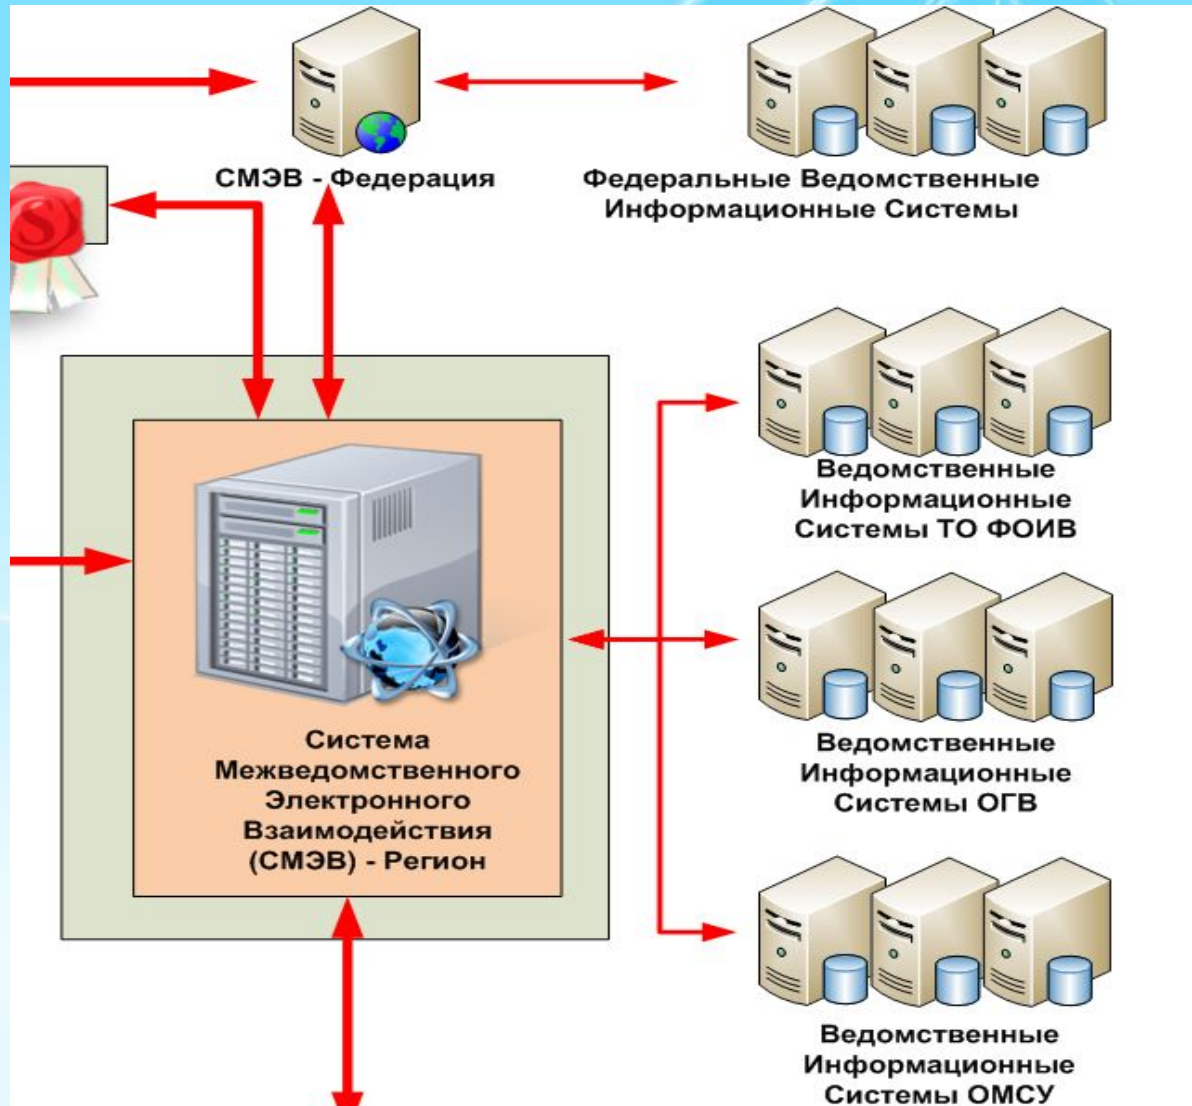 СМЭВ - Федерация
Федеральные Ведомственные
Информационные Системы
S
Ведомственные
Информационные
Системы ТО ФОИВ
Система
Межведомственного
Электронного
Взаимодействия
(СМЭВ) - Регион
Ведомственные
Информационные
Системы ОГВ
Ведомственные
Информационные
Системы ОМСУ